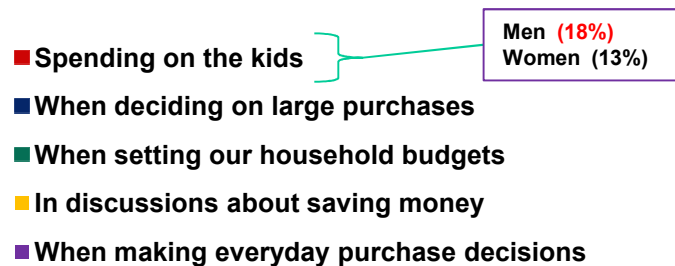 Men (18%)
Women (13%)
Spending on the kids
When deciding on large purchases
When setting our household budgets
In discussions about saving money
When making everyday purchase decisions